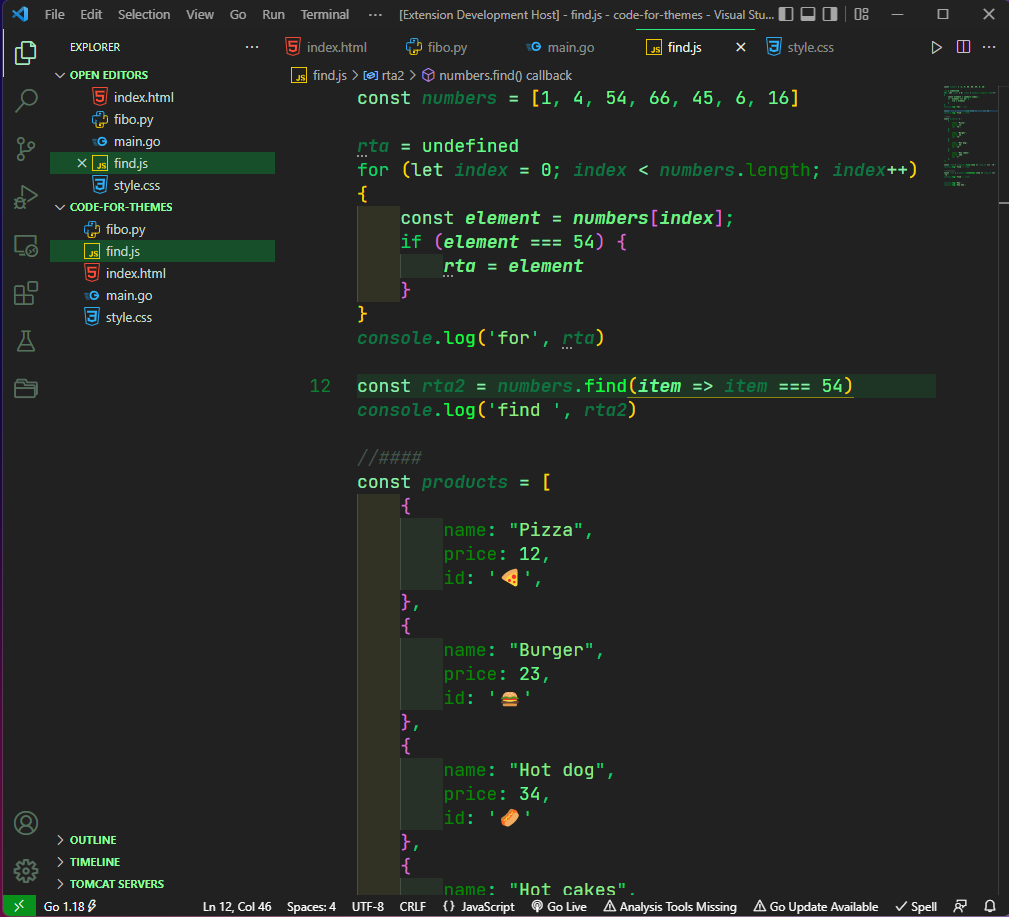 File Edit Selection View Go Run Terminal ··· [Extension Development Host] - find.js - code-for-themes - Visual Stu...
EXPLORER ···
index.html fibo.py main.go JS find.js style.css ···
OPEN EDITORS
index.html
fibo.py
main.go
JS find.js
style.css
CODE-FOR-THEMES
fibo.py
JS find.js
index.html
main.go
style.css
OUTLINE
TIMELINE
TOMCAT SERVERS
JS find.js > rta2 > numbers.find() callback
const numbers = [1, 4, 54, 66, 45, 6, 16]
rta = undefined
for (let index = 0; index < numbers.length; index++)
{
const element = numbers[index];
if (element === 54) {
rta = element
}
}
console.log('for', rta)
12 const rta2 = numbers.find(item => item === 54)
console.log('find ', rta2)
//####
const products = [
{
name: "Pizza",
price: 12,
id: '🍕',
},
{
name: "Burger",
price: 23,
id: '🍔'
},
{
name: "Hot dog",
price: 34,
id: '🌭'
},
{
name: "Hot cakes",
Go 1.18⚡ Ln 12, Col 46 Spaces: 4 UTF-8 CRLF {} JavaScript Go Live Analysis Tools Missing Go Update Available Spell